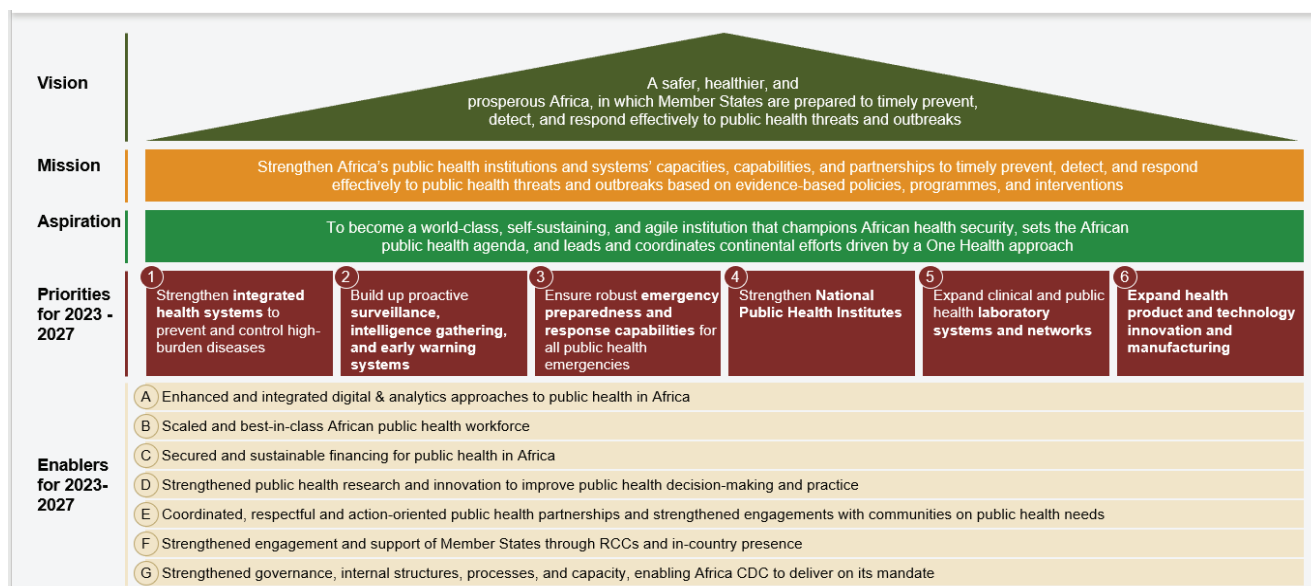 Vision
A safer, healthier, and
prosperous Africa, in which Member States are prepared to timely prevent,
detect, and respond effectively to public health threats and outbreaks
Mission
Strengthen Africa's public health institutions and systems' capacities, capabilities, and partnerships to timely prevent, detect, and respond
effectively to public health threats and outbreaks based on evidence-based policies, programmes, and interventions
Aspiration
To become a world-class, self-sustaining, and agile institution that champions African health security, sets the African
public health agenda, and leads and coordinates continental efforts driven by a One Health approach
Priorities
for 2023 -
2027
1
Strengthen integrated
health systems to
prevent and control high-
burden diseases
2
Build up proactive
surveillance,
intelligence gathering,
and early warning
systems
3
Ensure robust emergency
preparedness and
response capabilities for
all public health
emergencies
4
Strengthen National
Public Health Institutes
5
Expand clinical and public
health laboratory
systems and networks
6
Expand health
product and technology
innovation and
manufacturing
Enablers
for 2023-
2027
A Enhanced and integrated digital & analytics approaches to public health in Africa
B Scaled and best-in-class African public health workforce
C Secured and sustainable financing for public health in Africa
D Strengthened public health research and innovation to improve public health decision-making and practice
E Coordinated, respectful and action-oriented public health partnerships and strengthened engagements with communities on public health needs
F Strengthened engagement and support of Member States through RCCs and in-country presence
G Strengthened governance, internal structures, processes, and capacity, enabling Africa CDC to deliver on its mandate